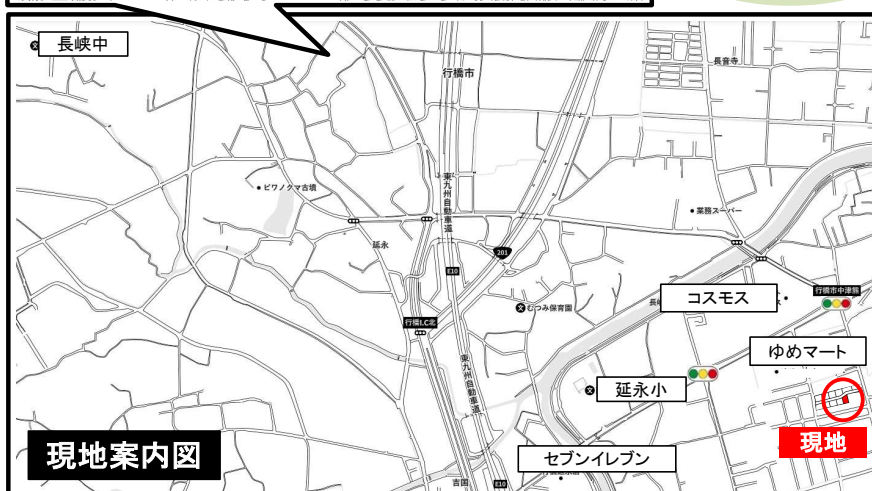 長峡中
行橋市
長音寺
ビワノクマ古墳
東九州自動車道
業務スーパー
延永
201
E10
むつみ保育園
コスモス
行橋市中津熊
行橋I.C北
ゆめマート
東九州自動車道
延永小
現地
現地案内図
セブンイレブン
吉国
E10